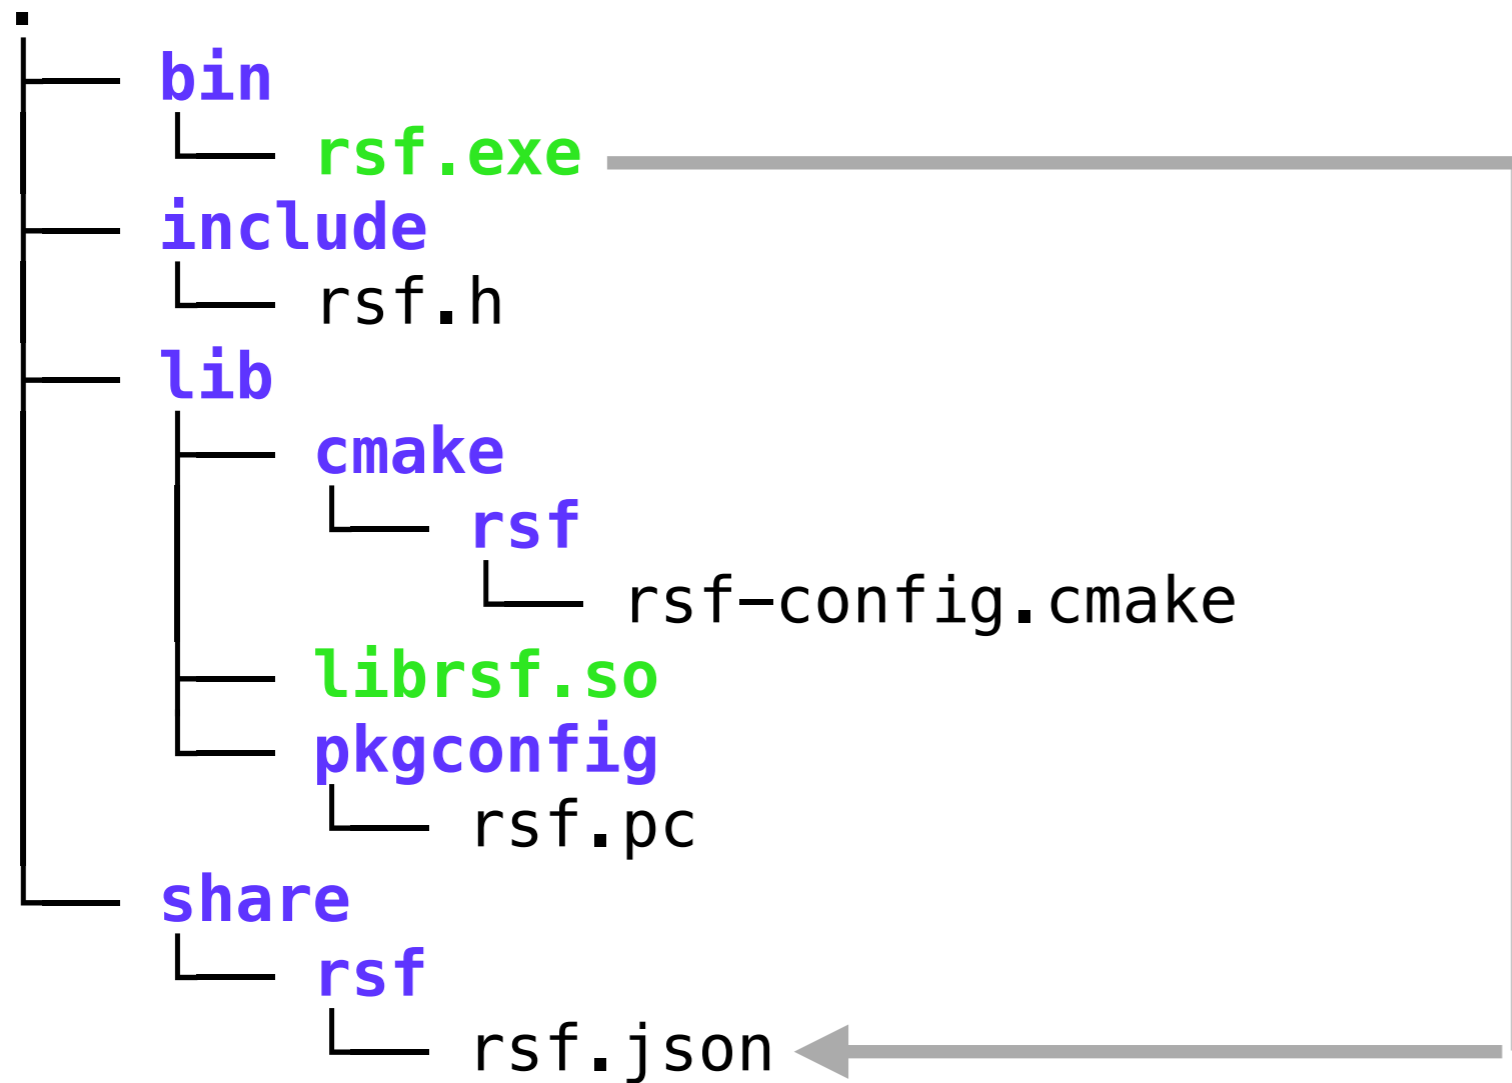 .
bin
rsf.exe
include
rsf.h
lib
cmake
rsf
rsf-config.cmake
librsf.so
pkgconfig
rsf.pc
share
rsf
rsf.json